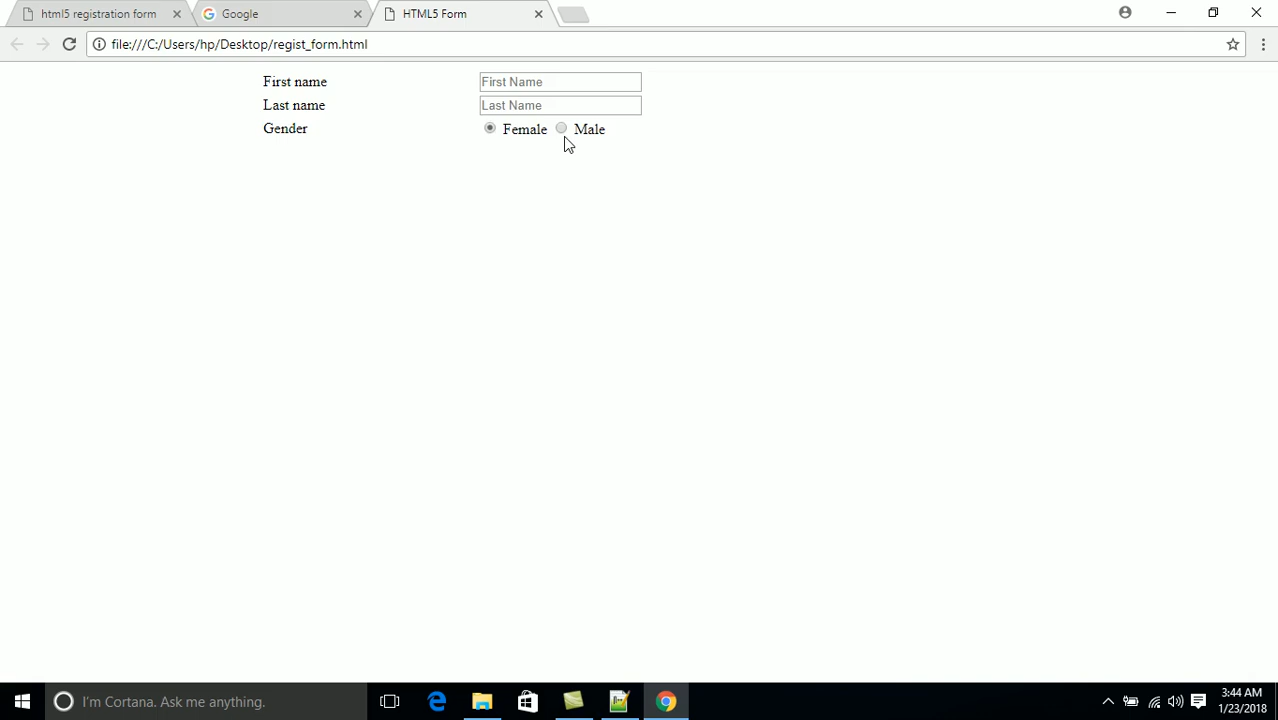 html5 registration form
Google
HTML5 Form
file:///C:/Users/hp/Desktop/regist_form.html
First name First Name
Last name Last Name
Gender Female Male
I'm Cortana. Ask me anything.
3:44 AM
1/23/2018